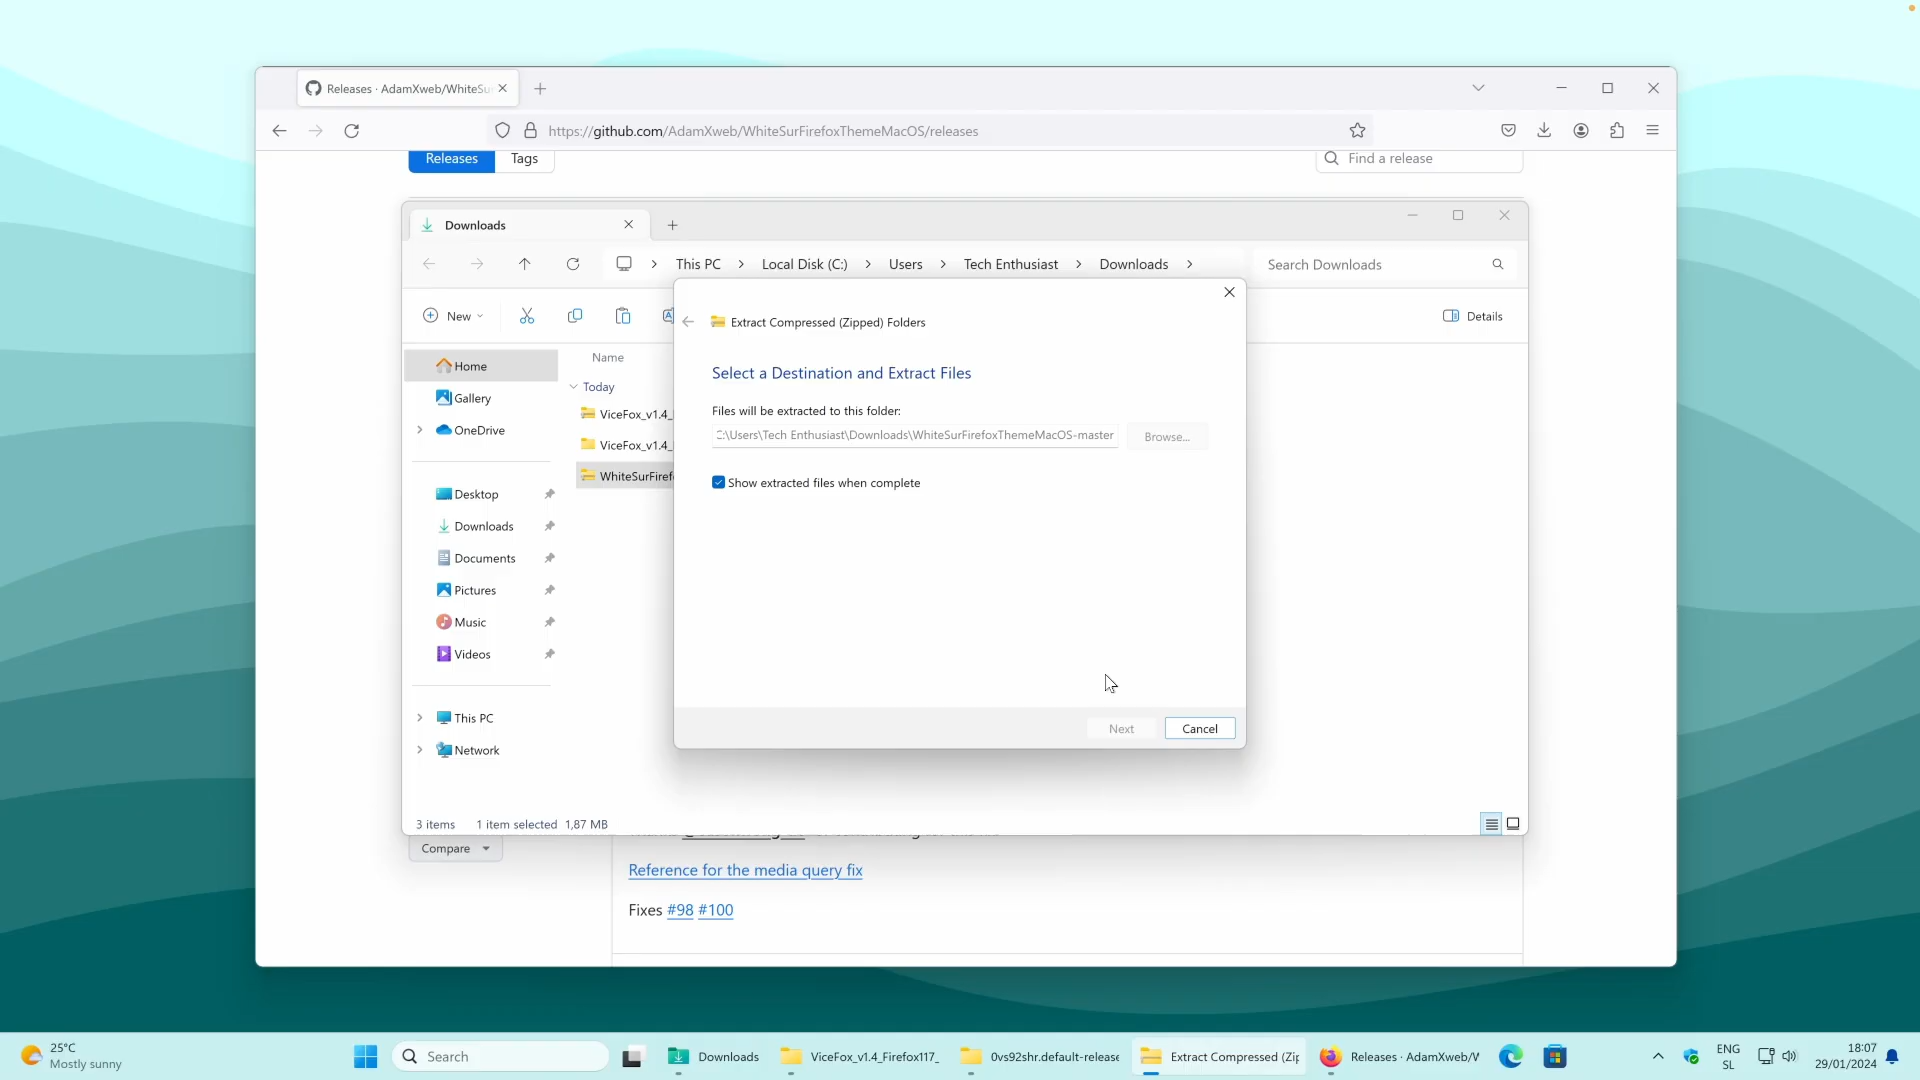 Releases · AdamXweb/WhiteSur
https://github.com/AdamXweb/WhiteSurFirefoxThemeMacOS/releases
Releases
Tags
Find a release
Downloads
This PC
Local Disk (C:)
Users
Tech Enthusiast
Downloads
Search Downloads
New
Details
Extract Compressed (Zipped) Folders
Select a Destination and Extract Files
Files will be extracted to this folder:
C:\Users\Tech Enthusiast\Downloads\WhiteSurFirefoxThemeMacOS-master
Browse...
Show extracted files when complete
Next
Cancel
Home
Gallery
OneDrive
Desktop
Downloads
Documents
Pictures
Music
Videos
This PC
Network
Name
Today
ViceFox_v1.4_
ViceFox_v1.4_
WhiteSurFiref
3 items
1 item selected 1,87 MB
Compare
Reference for the media query fix
Fixes #98 #100
25°C
Mostly sunny
Search
Downloads
ViceFox_v1.4_Firefox117_
0vs92shr.default-release
Extract Compressed (Zip
Releases · AdamXweb/W
ENG
SL
18:07
29/01/2024